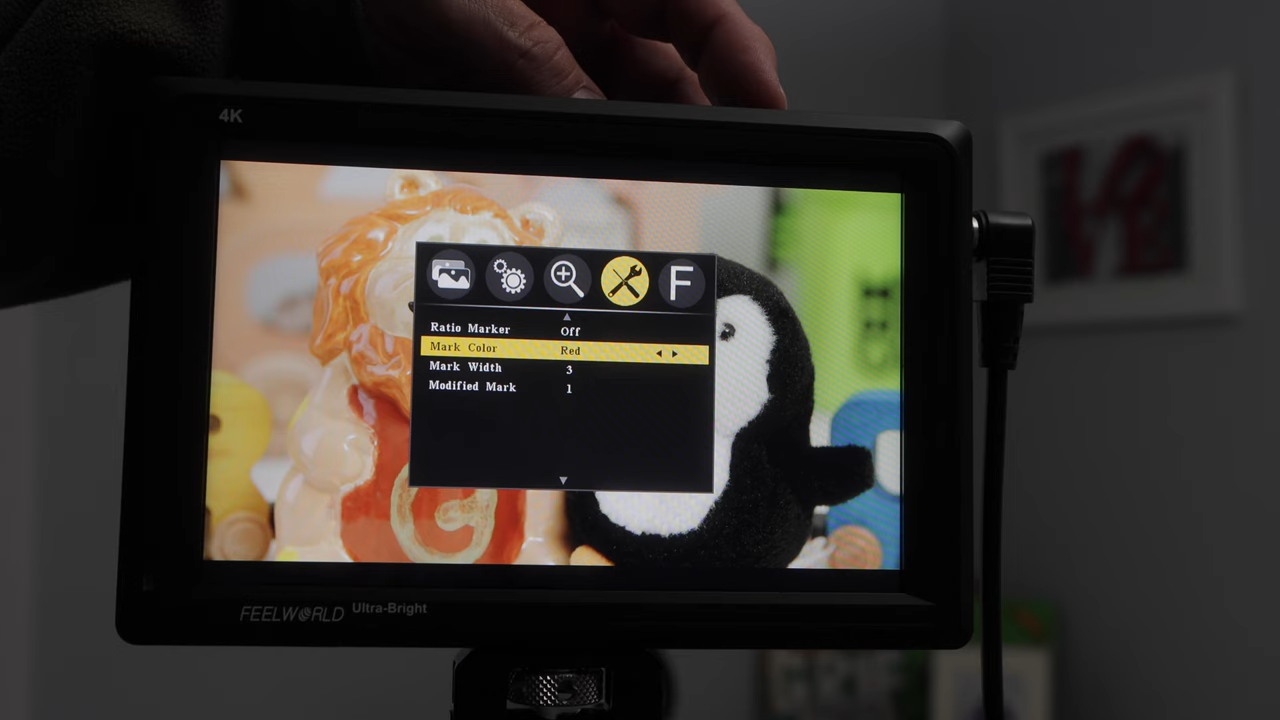 4K
F
Ratio Marker Off
Mark Color Red
Mark Width 3
Modified Mark 1
G
FEELWORLD Ultra-Bright